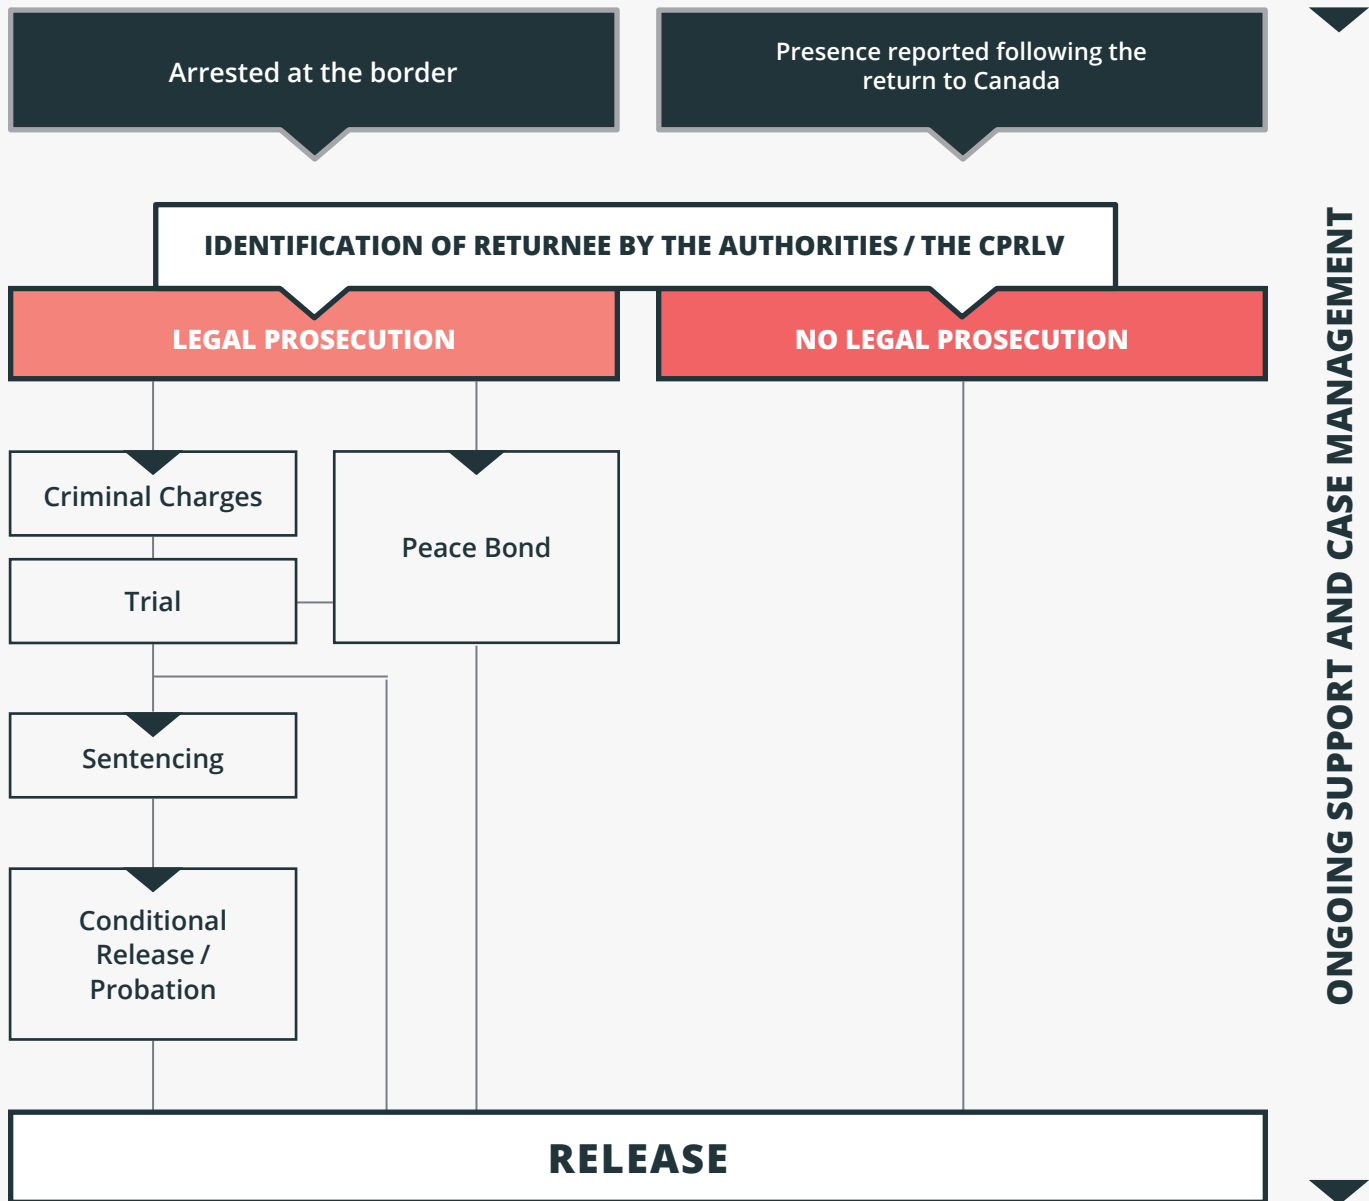 Arrested at the border
Presence reported following the
return to Canada
IDENTIFICATION OF RETURNEE BY THE AUTHORITIES / THE CPRLV
LEGAL PROSECUTION
NO LEGAL PROSECUTION
Criminal Charges
Peace Bond
Trial
Sentencing
Conditional
Release /
Probation
RELEASE
ONGOING SUPPORT AND CASE MANAGEMENT